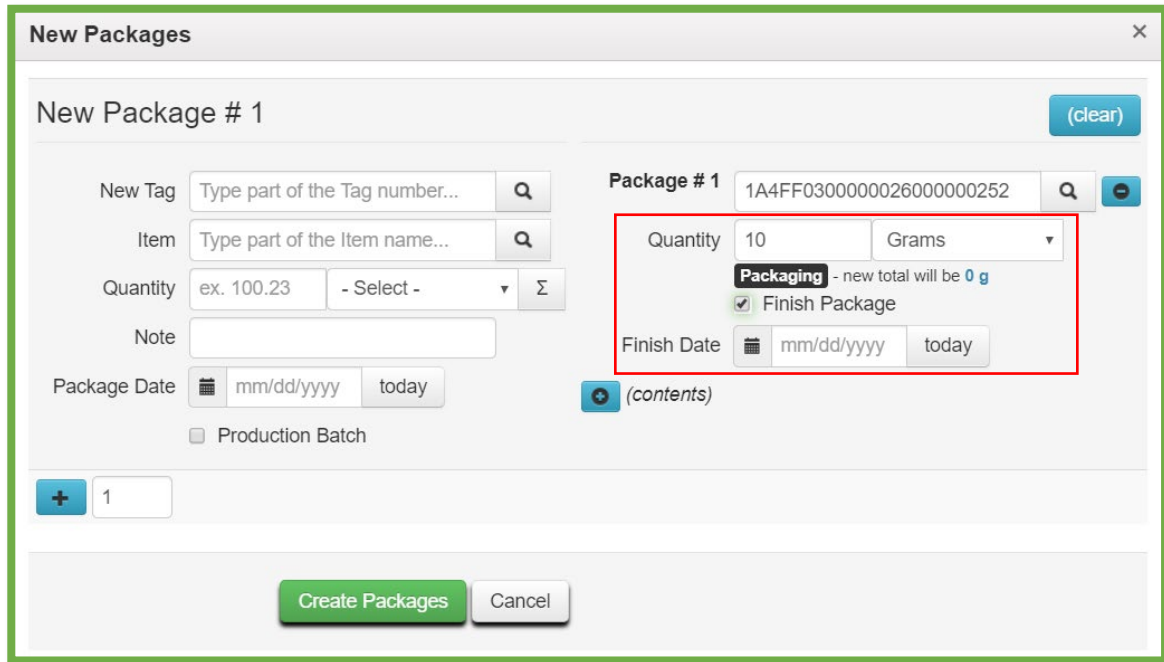 New Packages ×
New Package # 1
(clear)
New Tag Type part of the Tag number...
Item Type part of the Item name...
Quantity ex. 100.23 - Select - Σ
Note
Package Date mm/dd/yyyy today
Production Batch
Package # 1 1A4FF0300000026000000252
Quantity 10 Grams
Packaging - new total will be 0 g
Finish Package
Finish Date mm/dd/yyyy today
(contents)
1
Create Packages Cancel